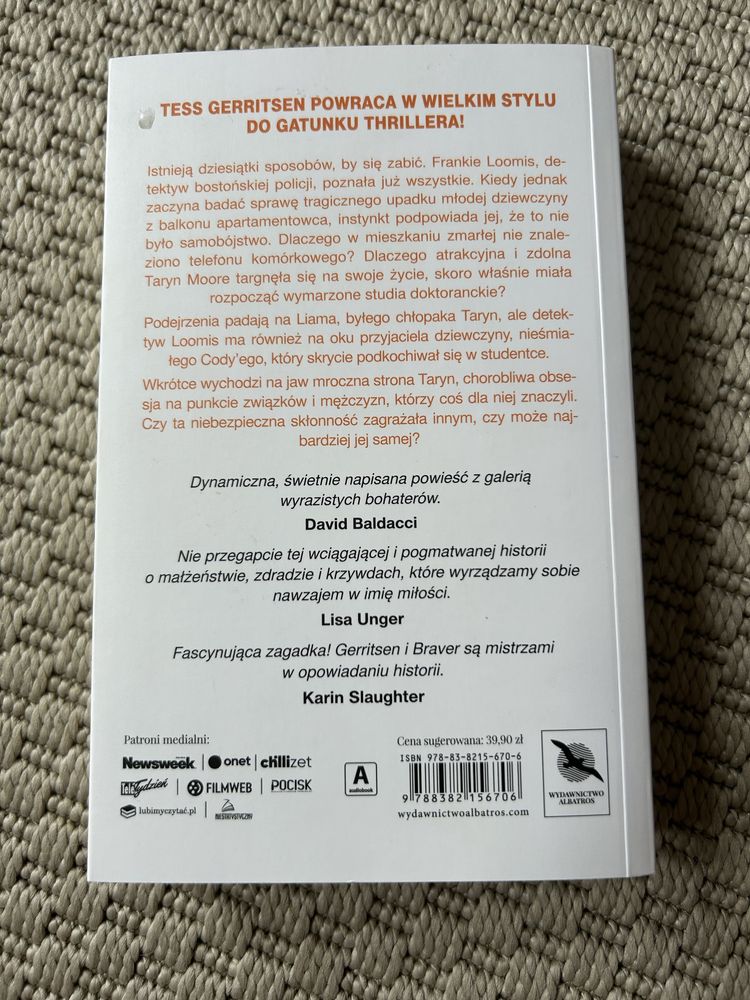 TESS GERRITSEN POWRACA W WIELKIM STYLU
DO GATUNKU THRILLERA!
Istnieją dziesiątki sposobów, by się zabić. Frankie Loomis, de-
tektyw bostońskiej policji, poznała już wszystkie. Kiedy jednak
zaczyna badać sprawę tragicznego upadku młodej dziewczyny
z balkonu apartamentowca, instynkt podpowiada jej, że to nie
było samobójstwo. Dlaczego w mieszkaniu zmarłej nie znale-
ziono telefonu komórkowego? Dlaczego atrakcyjna i zdolna
Taryn Moore targnęła się na swoje życie, skoro właśnie miała
rozpocząć wymarzone studia doktoranckie?
Podejrzenia padają na Liama, byłego chłopaka Taryn, ale detek-
tyw Loomis ma również na oku przyjaciela dziewczyny, nieśmia-
łego Cody'ego, który skrycie podkochiwał się w studentce.
Wkrótce wychodzi na jaw mroczna strona Taryn, chorobliwa obse-
sja na punkcie związków i mężczyzn, którzy coś dla niej znaczyli.
Czy ta niebezpieczna skłonność zagrażała innym, czy może naj-
bardziej jej samej?
Dynamiczna, świetnie napisana powieść z galerią
wyrazistych bohaterów.
David Baldacci
Nie przegapcie tej wciągającej i pogmatwanej historii
o małżeństwie, zdradzie i krzywdach, które wyrządzamy sobie
nawzajem w imię miłości.
Lisa Unger
Fascynująca zagadka! Gerritsen i Braver są mistrzami
w opowiadaniu historii.
Karin Slaughter
Patroni medialni:
Newsweek
onet
chillizet
TeleTydzień
FILMWEB
POCISK
lubimyczytać.pl
NIESTATYSTYCZNY
A
audiobook
Cena sugerowana: 39,90 zł
ISBN 978-83-8215-670-6
9 788382 156706
wydawnictwoalbatros.com
WYDAWNICTWO
ALBATROS